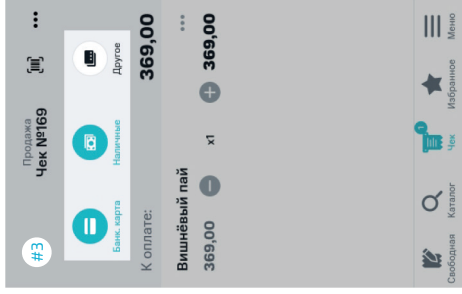 #3
Продажа
Чек №169
Банк. карта
Наличные
Другое
К оплате:
369,00
Вишнёвый пай
369,00
x1
369,00
Свободная
Каталог
1
Чек
Избранное
Меню